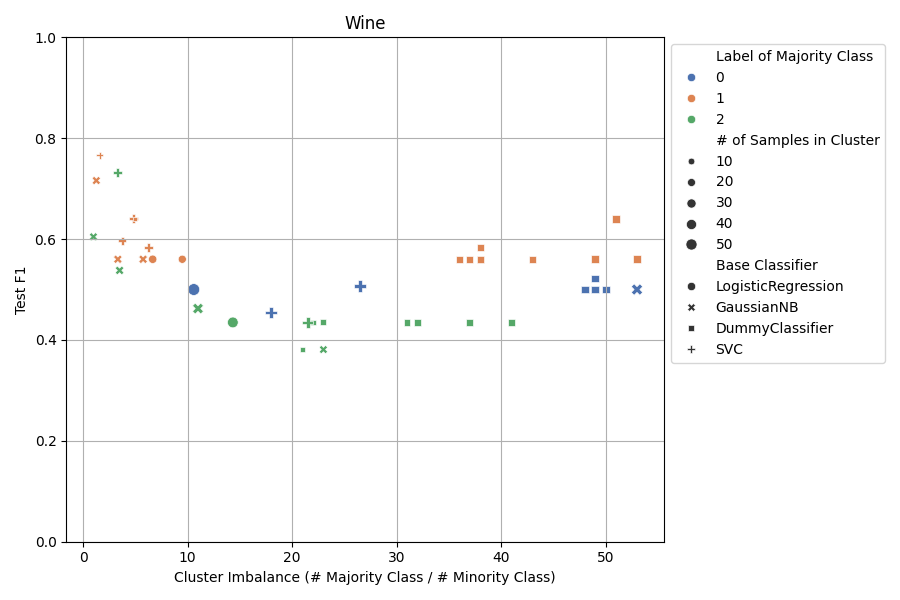 Wine
1.0
0.8
0.6
0.4
0.2
0.0
Test F1
0
10
20
30
40
50
Cluster Imbalance (# Majority Class / # Minority Class)
Label of Majority Class
0
1
2
# of Samples in Cluster
10
20
30
40
50
Base Classifier
LogisticRegression
GaussianNB
DummyClassifier
SVC